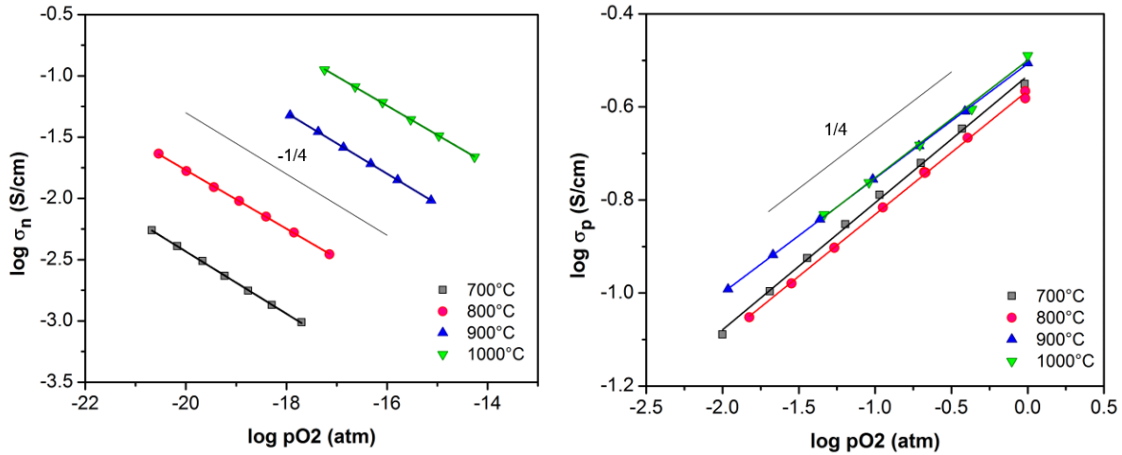 -0.5
-1.0
-1.5
-2.0
-2.5
-3.0
-3.5
log σn (S/cm)
-1/4
700°C
800°C
900°C
1000°C
-22 -20 -18 -16 -14
log pO2 (atm)
-0.4
-0.6
-0.8
-1.0
-1.2
log σp (S/cm)
1/4
700°C
800°C
900°C
1000°C
-2.5 -2.0 -1.5 -1.0 -0.5 0.0 0.5
log pO2 (atm)